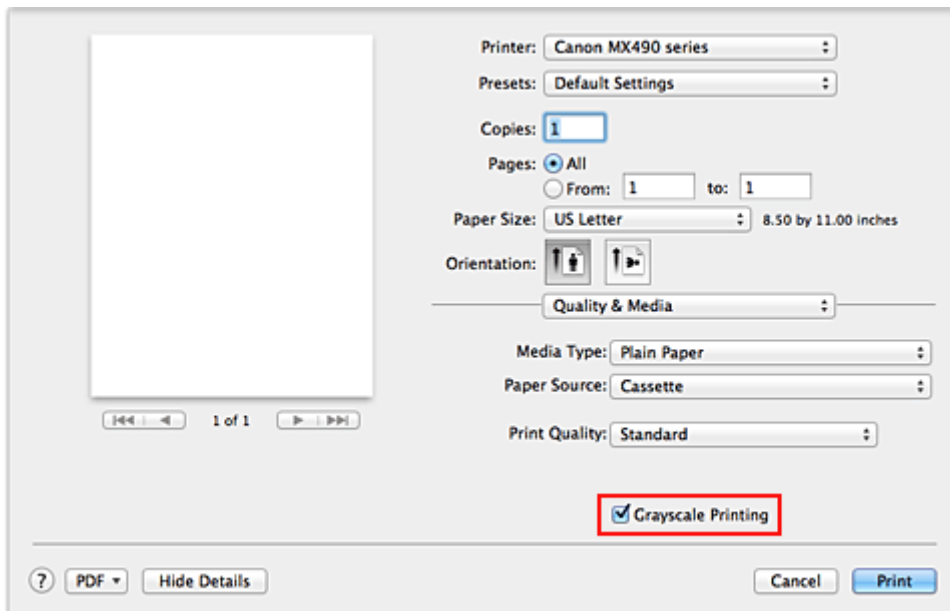 Printer: Canon MX490 series
Presets: Default Settings
Copies: 1
Pages: All
From: 1 to: 1
Paper Size: US Letter 8.50 by 11.00 inches
Orientation:
Quality & Media
Media Type: Plain Paper
Paper Source: Cassette
1 of 1
Print Quality: Standard
Grayscale Printing
? PDF Hide Details Cancel Print